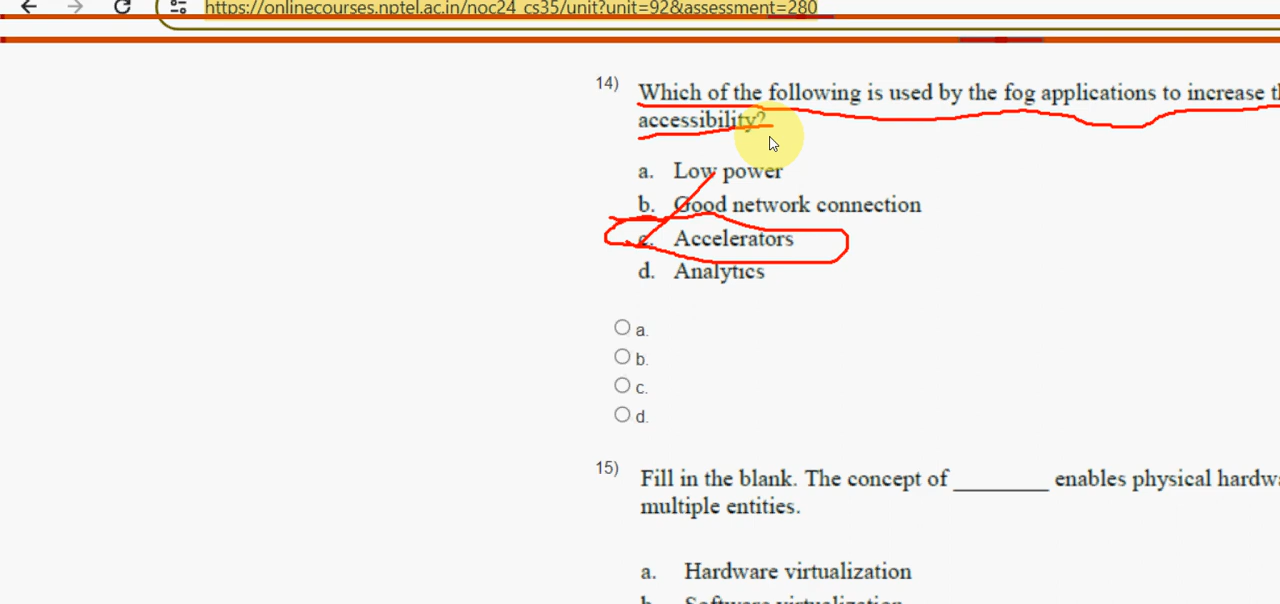 https://onlinecourses.nptel.ac.in/noc24_cs35/unit?unit=92&assessment=280
14) Which of the following is used by the fog applications to increase
accessibility?
a. Low power
b. Good network connection
c. Accelerators
d. Analytics
a.
b.
c.
d.
15) Fill in the blank. The concept of ________ enables physical
multiple entities.
a. Hardware virtualization
b. Software virtualization